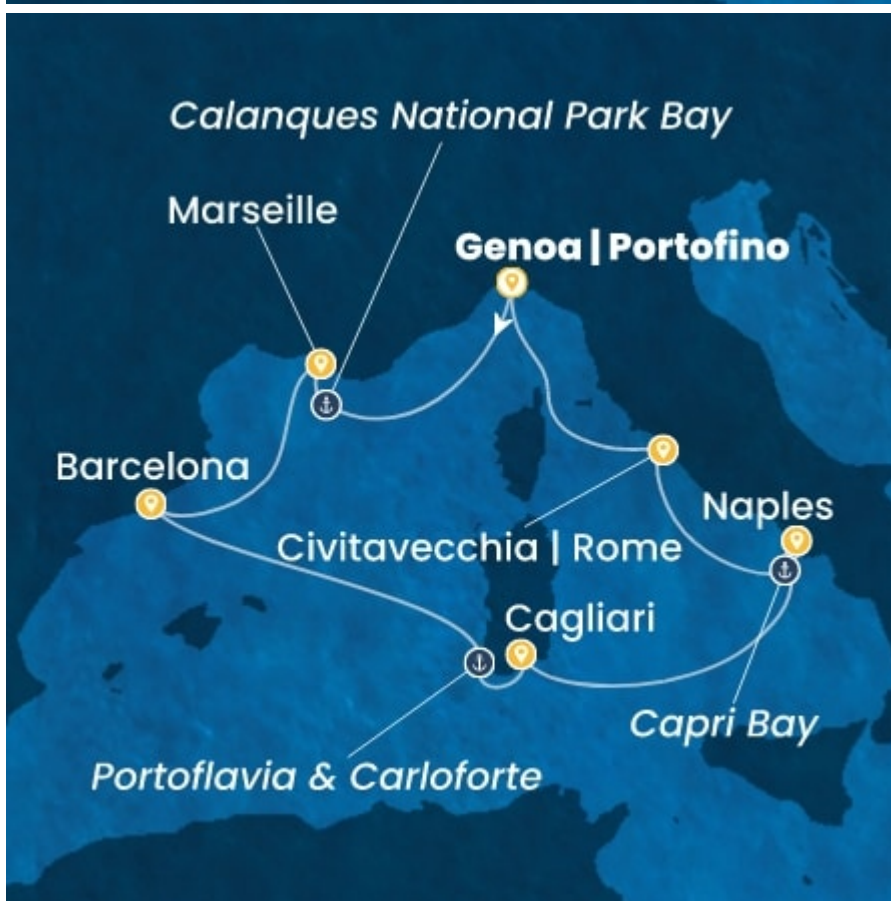 Calanques National Park Bay
Marseille
Genoa | Portofino
Barcelona
Naples
Civitavecchia | Rome
Cagliari
Capri Bay
Portoflavia & Carloforte